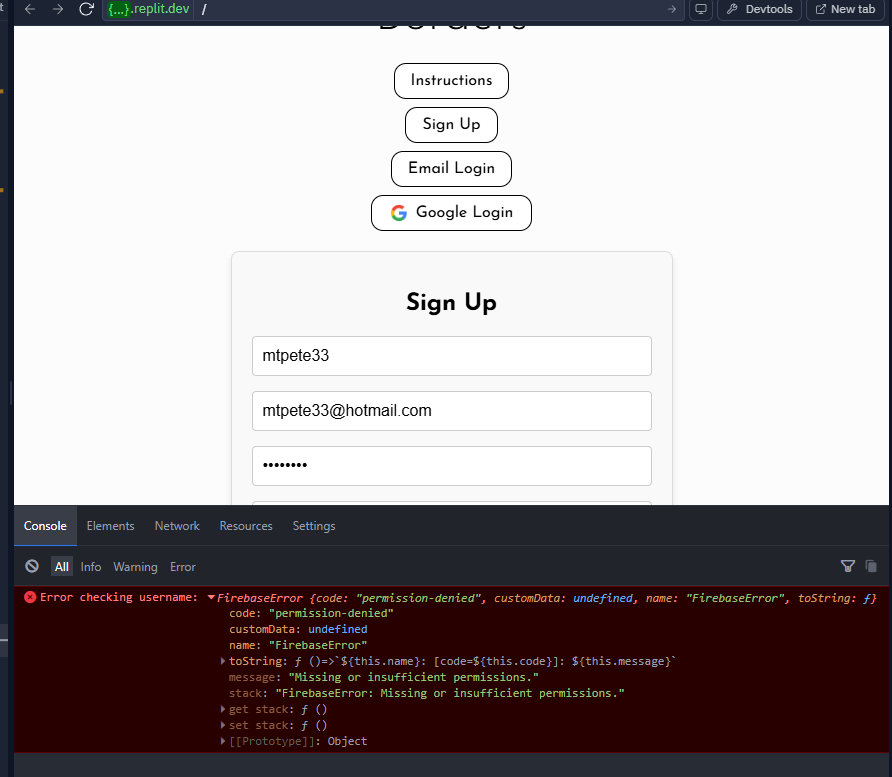 {...}.replit.dev /
Devtools
New tab
Instructions
Sign Up
Email Login
Google Login
Sign Up
mtpete33
mtpete33@hotmail.com
••••••••
Console Elements Network Resources Settings
All Info Warning Error
Error checking username: ▼FirebaseError {code: "permission-denied", customData: undefined, name: "FirebaseError", toString: ƒ}
code: "permission-denied"
customData: undefined
name: "FirebaseError"
▶toString: ƒ ()=>`${this.name}: [code=${this.code}]: ${this.message}`
message: "Missing or insufficient permissions."
stack: "FirebaseError: Missing or insufficient permissions."
▶get stack: ƒ ()
▶set stack: ƒ ()
▶[[Prototype]]: Object